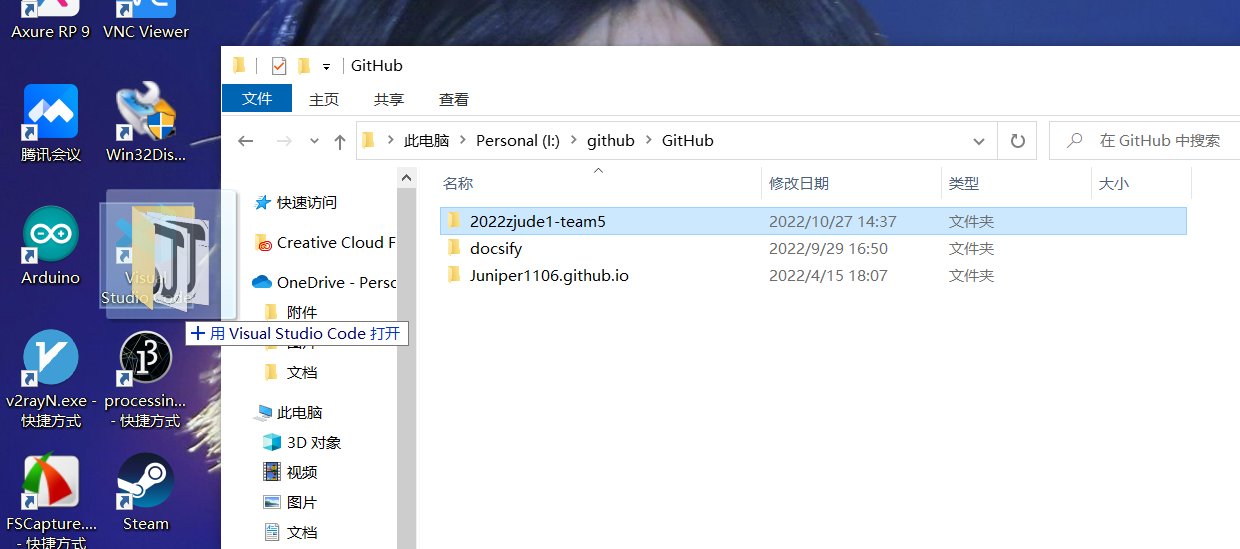 Axure RP 9
VNC Viewer
GitHub
文件
主页
共享
查看
此电脑
Personal (I:)
github
GitHub
在 GitHub 中搜索
腾讯会议
Win32Dis...
名称
修改日期
类型
大小
快速访问
2022zjude1-team5
2022/10/27 14:37
文件夹
Creative Cloud F
docsify
2022/9/29 16:50
文件夹
Arduino
Visual
Studio Code
OneDrive - Perso
Juniper1106.github.io
2022/4/15 18:07
文件夹
附件
用 Visual Studio Code 打开
图片
文档
v2rayN.exe -
快捷方式
processin...
- 快捷方式
此电脑
3D 对象
视频
图片
文档
FSCapture....
- 快捷方式
Steam